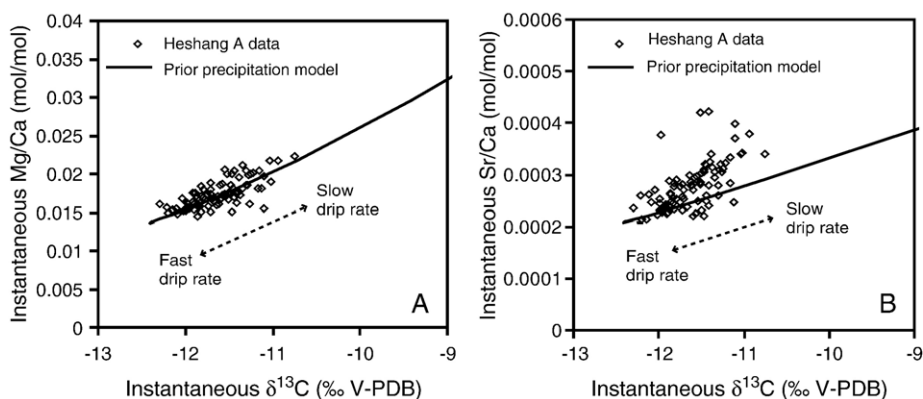 0.04
0.035
0.03
0.025
0.02
0.015
0.01
0.005
0
Instantaneous Mg/Ca (mol/mol)
Heshang A data
Prior precipitation model
Slow
drip rate
Fast
drip rate
A
-13
-12
-11
-10
-9
Instantaneous δ¹³C (‰ V-PDB)
0.0006
0.0005
0.0004
0.0003
0.0002
0.0001
0
Instantaneous Sr/Ca (mol/mol)
Heshang A data
Prior precipitation model
Slow
drip rate
Fast
drip rate
B
-13
-12
-11
-10
-9
Instantaneous δ¹³C (‰ V-PDB)